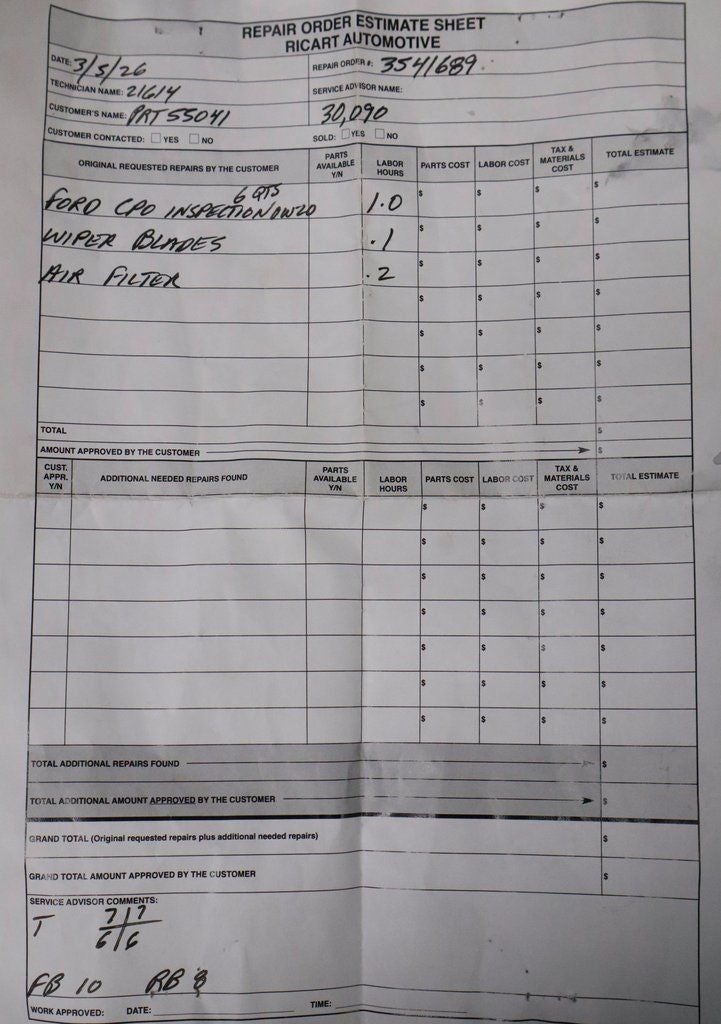 REPAIR ORDER ESTIMATE SHEET
RICART AUTOMOTIVE
DATE: 3/5/26 REPAIR ORDER #: 3541689
TECHNICIAN NAME: 21614 SERVICE ADVISOR NAME:
CUSTOMER'S NAME: PRT55041 30,090
CUSTOMER CONTACTED: YES NO SOLD: YES NO
ORIGINAL REQUESTED REPAIRS BY THE CUSTOMER PARTS AVAILABLE Y/N LABOR HOURS PARTS COST LABOR COST TAX & MATERIALS COST TOTAL ESTIMATE
6 QTS
FORD CPO INSPECTION 0W20 1.0 $ $ $ $
WIPER BLADES .1 $ $ $ $
AIR FILTER .2 $ $ $ $
$ $ $ $
$ $ $ $
$ $ $ $
$ $ $ $
TOTAL $
AMOUNT APPROVED BY THE CUSTOMER $
CUST. APPR. Y/N ADDITIONAL NEEDED REPAIRS FOUND PARTS AVAILABLE Y/N LABOR HOURS PARTS COST LABOR COST TAX & MATERIALS COST TOTAL ESTIMATE
$ $ $ $
$ $ $ $
$ $ $ $
$ $ $ $
$ $ $ $
$ $ $ $
$ $ $ $
TOTAL ADDITIONAL REPAIRS FOUND $
TOTAL ADDITIONAL AMOUNT APPROVED BY THE CUSTOMER $
GRAND TOTAL (Original requested repairs plus additional needed repairs) $
GRAND TOTAL AMOUNT APPROVED BY THE CUSTOMER $
SERVICE ADVISOR COMMENTS:
T 7/7
6/6
FB 10 RB 8
WORK APPROVED: DATE: TIME: